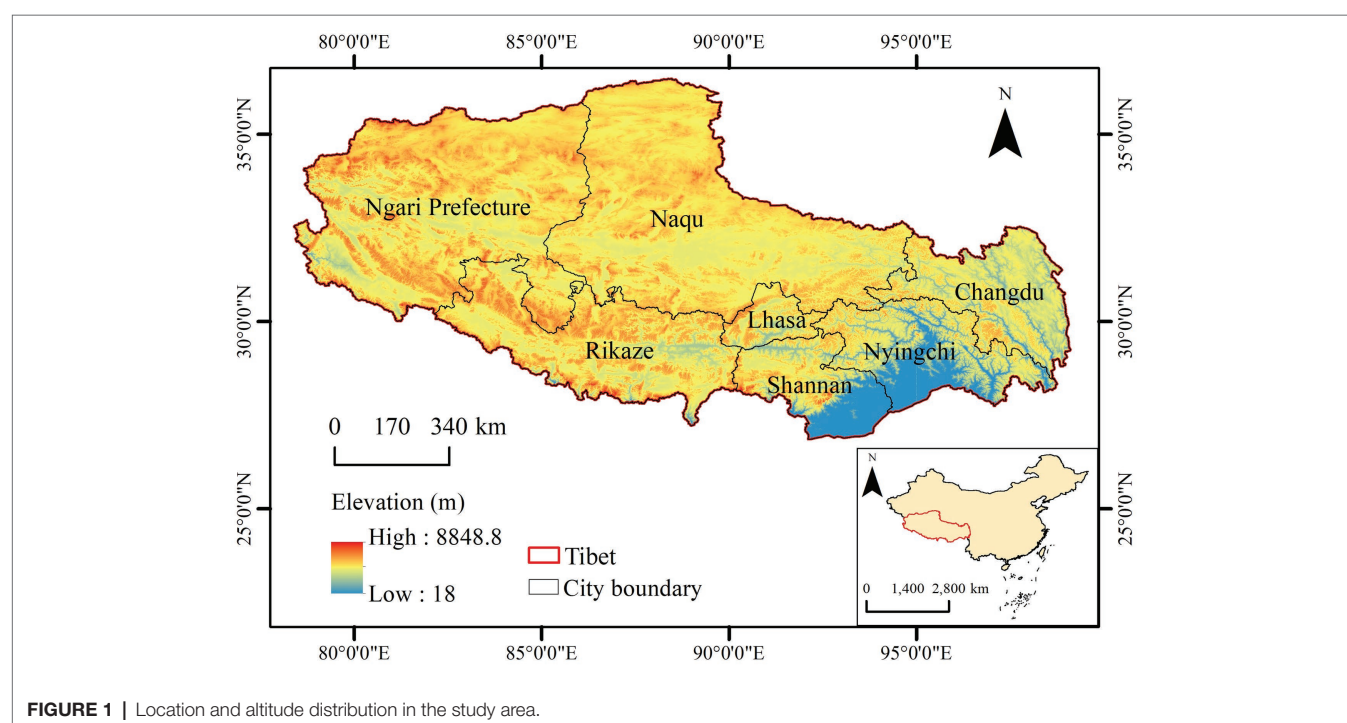 80°0'0"E 85°0'0"E 90°0'0"E 95°0'0"E
35°0'0"N 35°0'0"N
30°0'0"N 30°0'0"N
25°0'0"N 25°0'0"N
N
Ngari Prefecture
Naqu
Changdu
Lhasa
Rikaze
Nyingchi
Shannan
0 170 340 km
Elevation (m)
High : 8848.8
Low : 18
Tibet
City boundary
N
0 1,400 2,800 km
80°0'0"E 85°0'0"E 90°0'0"E 95°0'0"E
FIGURE 1 | Location and altitude distribution in the study area.